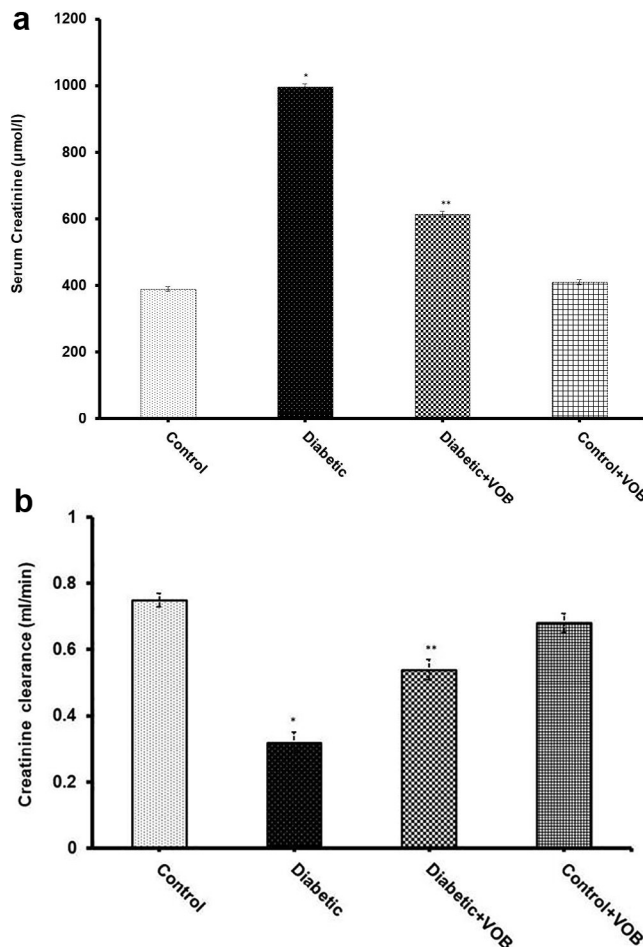 a
Serum Creatinine (µmol/l)
1200
1000
800
600
400
200
0
*
**
Control
Diabetic
Diabetic+VOB
Control+VOB
b
Creatinine clearance (ml/min)
1
0.8
0.6
0.4
0.2
0
*
**
Control
Diabetic
Diabetic+VOB
Control+VOB